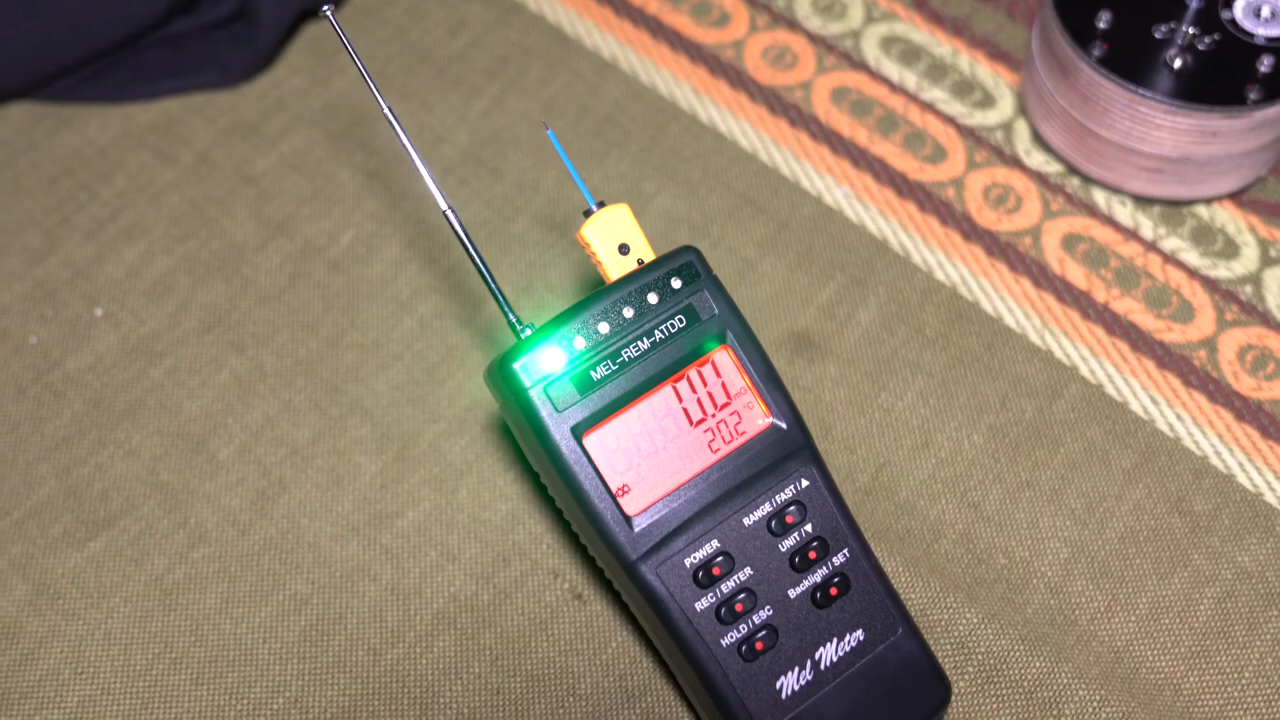 MEL-REM-ATDD
0.0 mG
20.2 °C
RANGE / FAST / ▲
POWER
UNIT / ▼
REC / ENTER
Backlight / SET
HOLD / ESC
Mel Meter